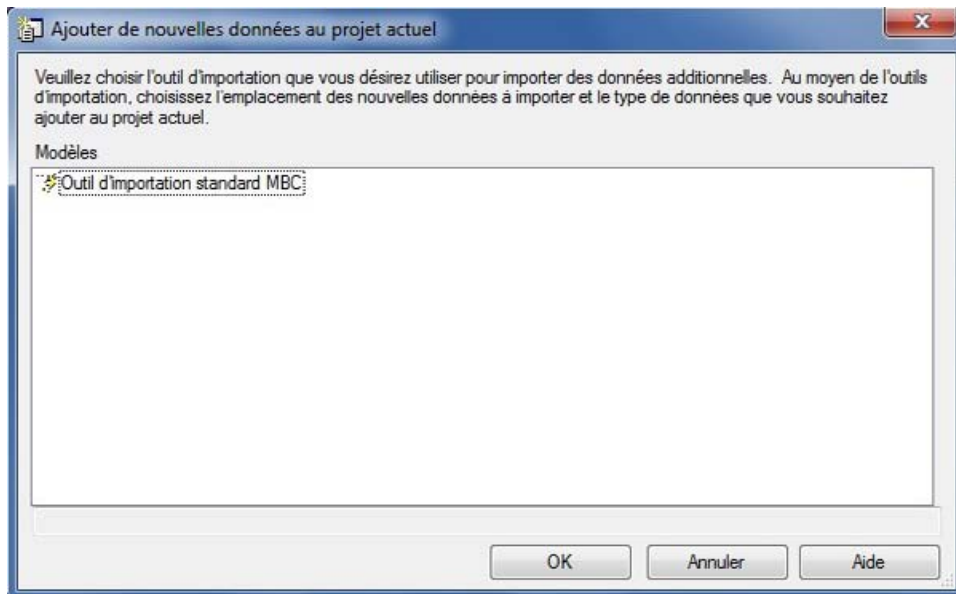 Ajouter de nouvelles données au projet actuel
Veuillez choisir l'outil d'importation que vous désirez utiliser pour importer des données additionnelles. Au moyen de l'outils
d'importation, choisissez l'emplacement des nouvelles données à importer et le type de données que vous souhaitez
ajouter au projet actuel.
Modèles
Outil d'importation standard MBC
OK Annuler Aide